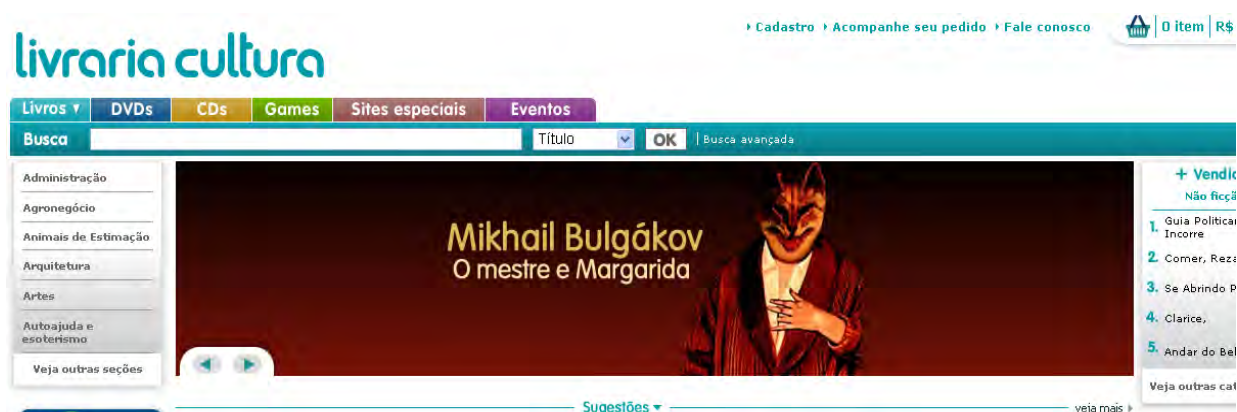 Cadastro Acompanhe seu pedido Fale conosco 0 item R$
livraria cultura
Livros DVDs CDs Games Sites especiais Eventos
Busca Título OK Busca avançada
Administração
Agronegócio
Animais de Estimação
Arquitetura
Artes
Autoajuda e
esoterismo
Veja outras seções
Mikhail Bulgákov
O mestre e Margarida
+ Vendi
Não ficçã
1. Guia Politica
Incorre
2. Comer, Reza
3. Se Abrindo P
4. Clarice,
5. Andar do Bel
Veja outras cat
Sugestões
veja mais